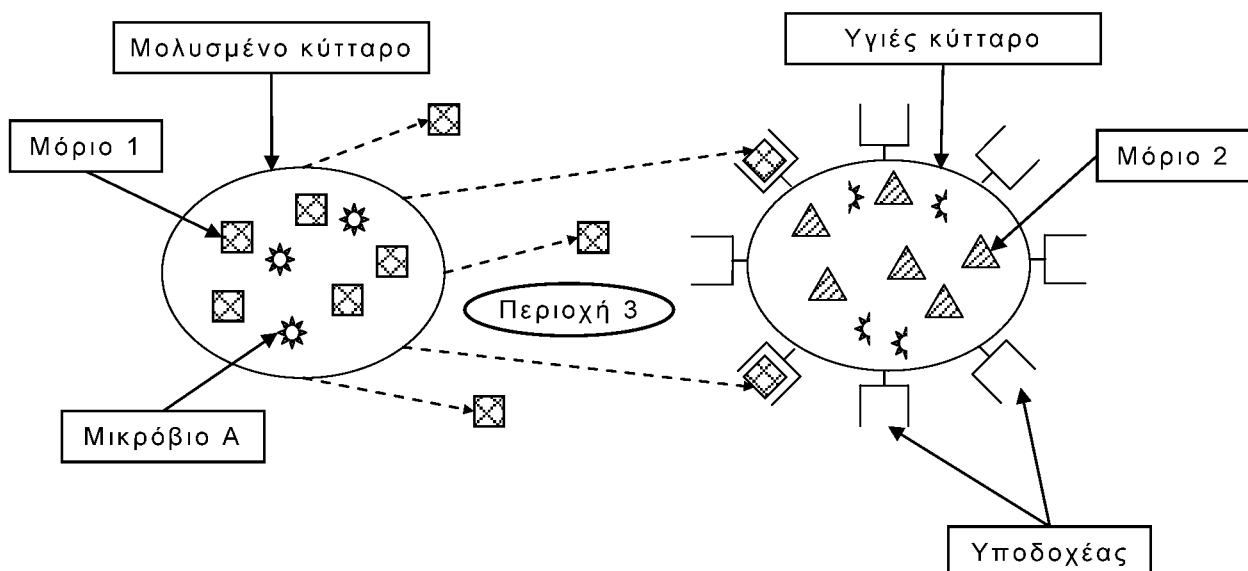 Μολυσμένο κύτταρο
Υγιές κύτταρο
Μόριο 1
Μόριο 2
Περιοχή 3
Μικρόβιο Α
Υποδοχέας